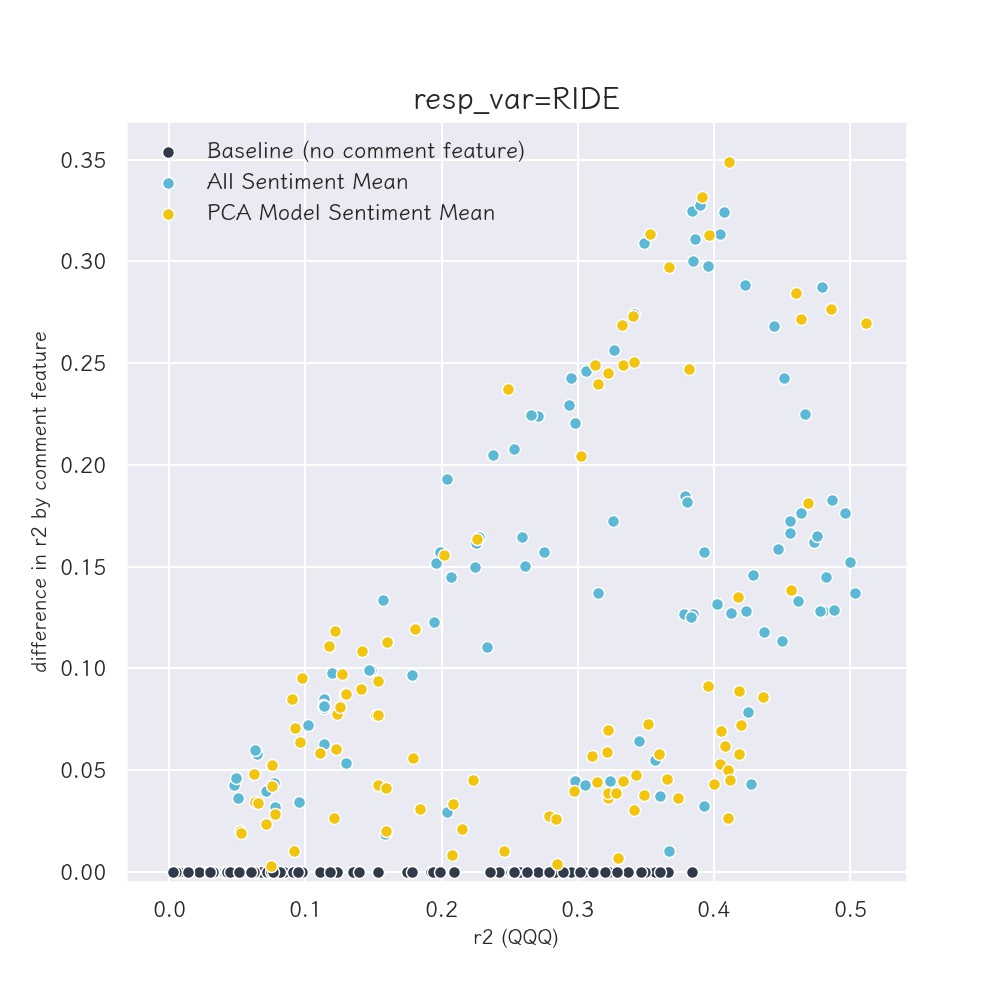 resp_var=RIDE
Baseline (no comment feature)
All Sentiment Mean
PCA Model Sentiment Mean
0.35
0.30
0.25
0.20
0.15
0.10
0.05
0.00
difference in r2 by comment feature
0.0 0.1 0.2 0.3 0.4 0.5
r2 (QQQ)